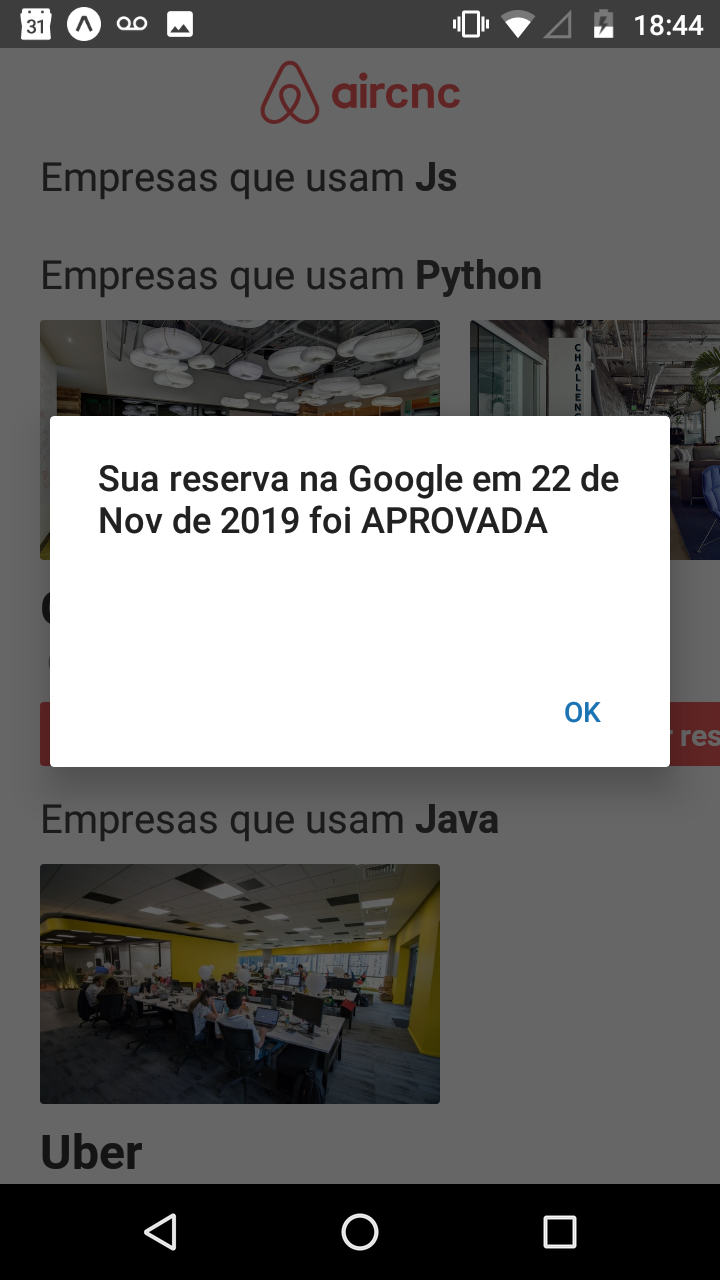 31
18:44
aircnc
Empresas que usam Js
Empresas que usam Python
CHALLENG
Sua reserva na Google em 22 de
Nov de 2019 foi APROVADA
OK
res
Empresas que usam Java
Uber